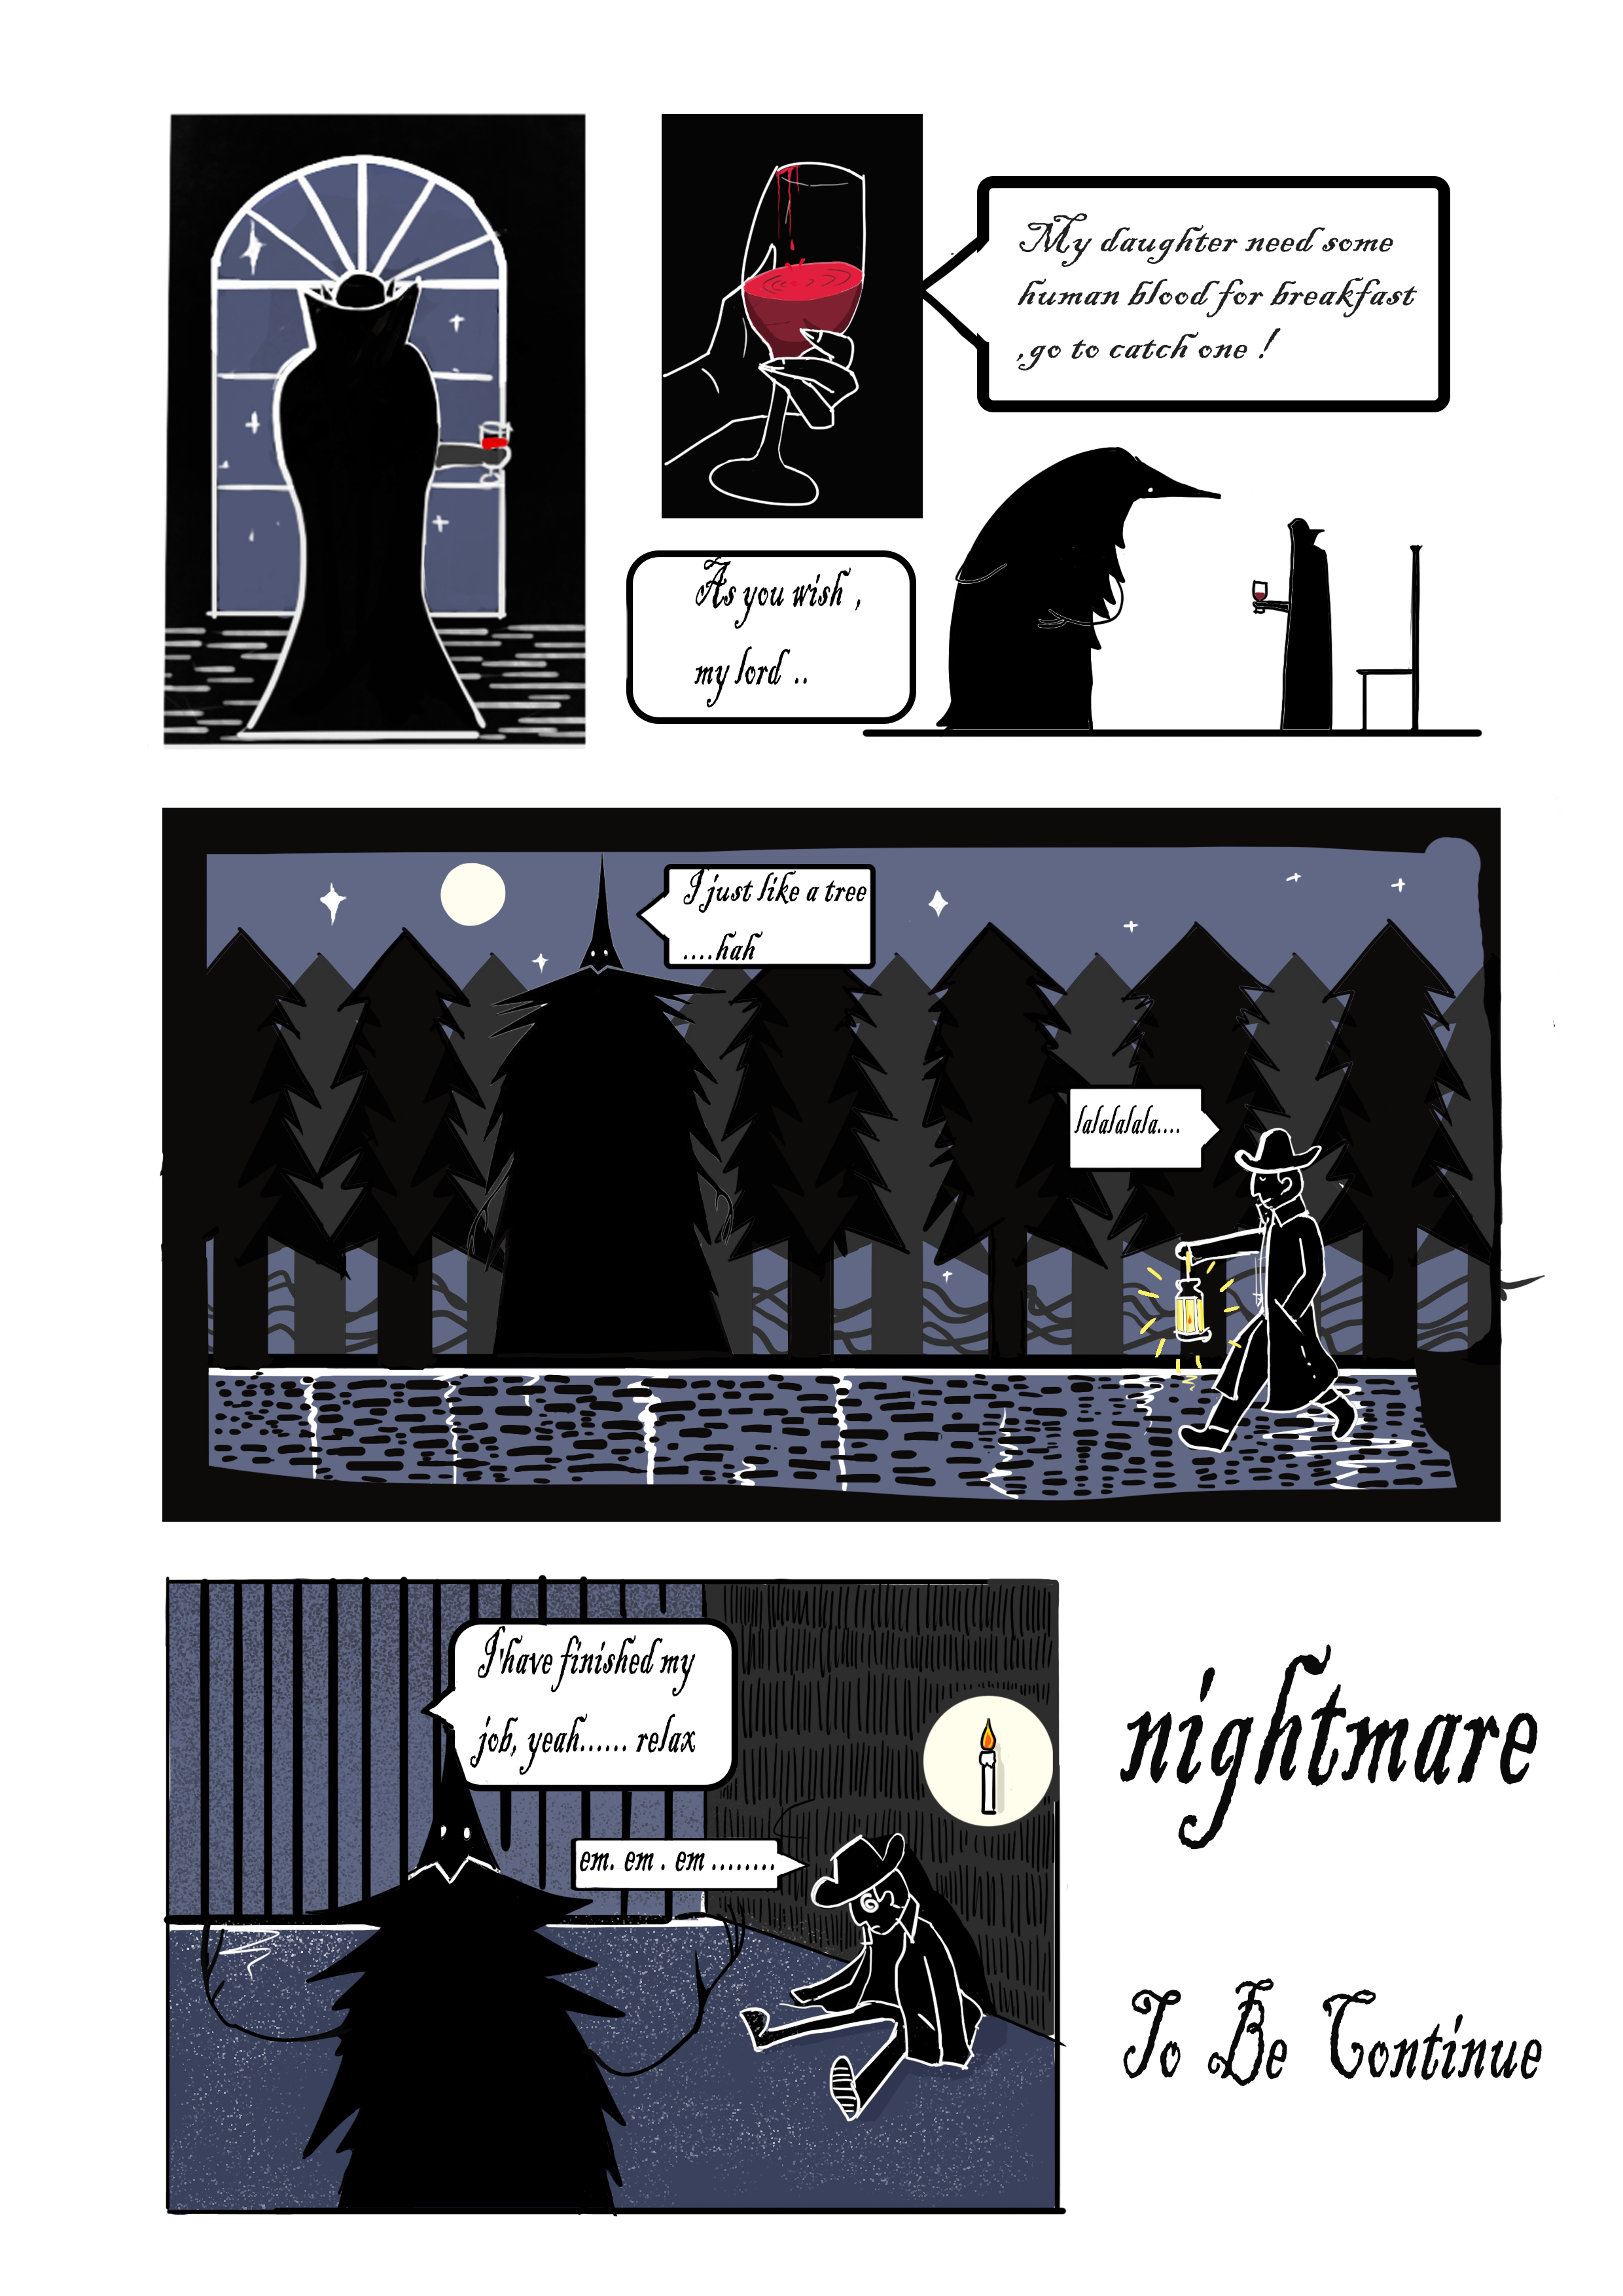 My daughter need some
human blood for breakfast
,go to catch one !
As you wish ,
my lord ..
I just like a tree
....hah
lalalalala....
I have finished my
job, yeah...... relax
em. em . em ........
nightmare
To Be Continue